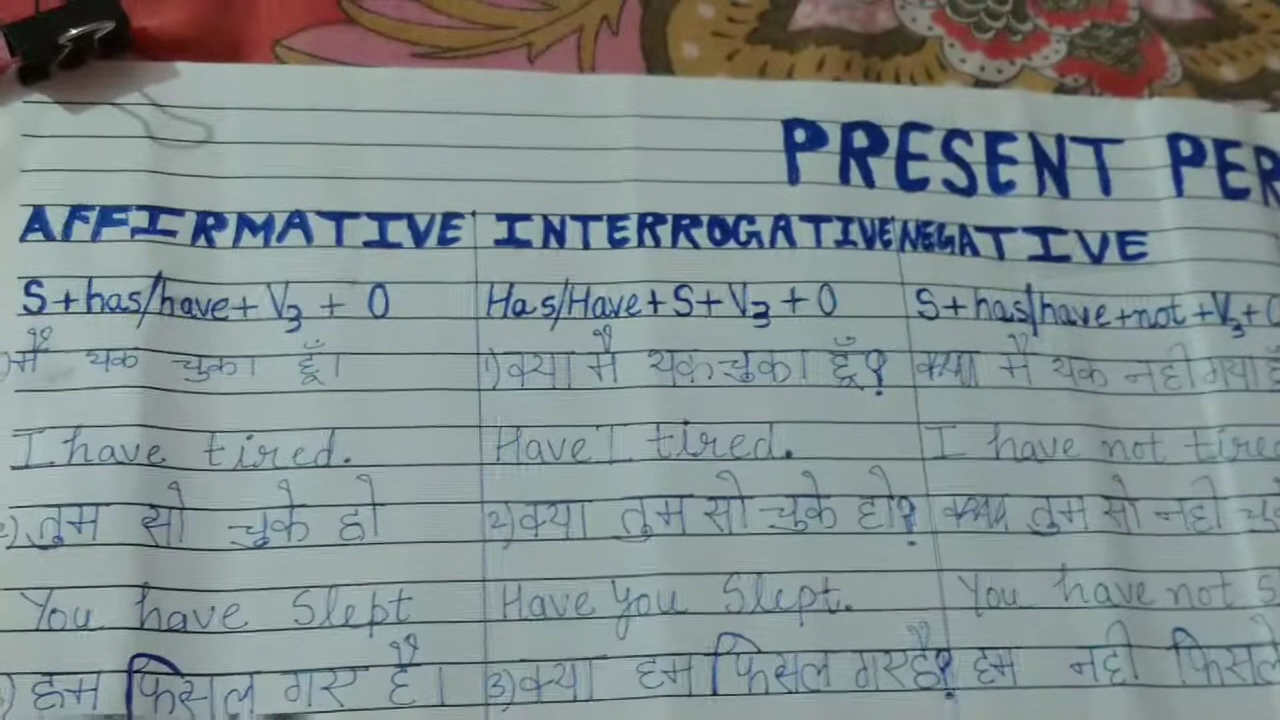 PRESENT PER
AFFIRMATIVE INTERROGATIVE NEGATIVE
S+has/have+V3 + O Has/Have+S+V3+O S+has/have+not+V3+O
मैं थक चुका हूँ। 1) क्या मैं थक चुका हूँ? क्या मैं थक नही गया
I have tired. Have I tired. I have not tired
2) तुम सो चुके हो 2) क्या तुम सो चुके हो? तुम सो नही
You have Slept Have you Slept. You have not S
हम फिसल गए हैं। 3) क्या हम फिसल गए हैं? हम नही फिसले